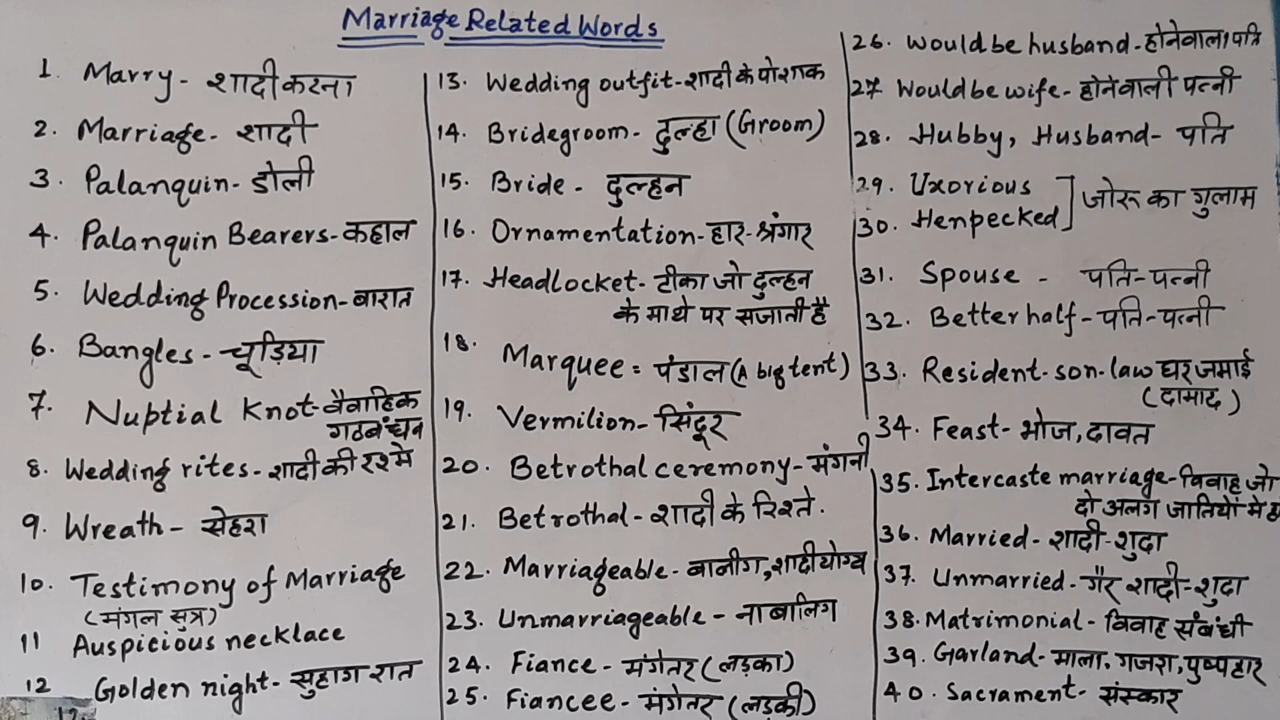 Marriage Related Words
1. Marry - शादी करना
2. Marriage - शादी
3. Palanquin - डोली
4. Palanquin Bearers - कहाल
5. Wedding Procession - बारात
6. Bangles - चूड़िया
7. Nuptial Knot - वैवाहिक
गठबंधन
8. Wedding rites - शादी की रश्मे
9. Wreath - सेहरा
10. Testimony of Marriage
(मंगल सत्र)
11 Auspicious necklace
12 Golden night - सुहाग रात
12.
13. Wedding outfit - शादी के पोशाक
14. Bridegroom - दुल्हा (Groom)
15. Bride - दुल्हन
16. Ornamentation - हार-श्रंगार
17. Headlocket - टीका जो दुल्हन
के माथे पर सजाती है
18. Marquee = पंडाल (A big tent)
19. Vermilion - सिंदूर
20. Betrothal ceremony - मंगनी
21. Betrothal - शादी के रिश्ते.
22. Marriageable - बालीग, शादी योग्य
23. Unmarriageable - नाबालिग
24. Fiance - मंगेतर (लड़का)
25. Fiancee - मंगेतर (लड़की)
26. Would be husband - होनेवाला पति
27 Would be wife - होनेवाली पत्नी
28. Hubby, Husband - पति
29. Uxorious
30. Henpecked] जोरू का गुलाम
31. Spouse - पति-पत्नी
32. Better half - पति-पत्नी
33. Resident-son-law घर जमाई
(दामाद)
34. Feast - भोज, दावत
35. Intercaste marriage - विवाह जो
दो अलग जातियों मे हो
36. Married - शादी-शुदा
37. Unmarried - गैर शादी-शुदा
38. Matrimonial - विवाह संबंधी
39. Garland - माला, गजरा, पुष्पहार
40. Sacrament - संस्कार